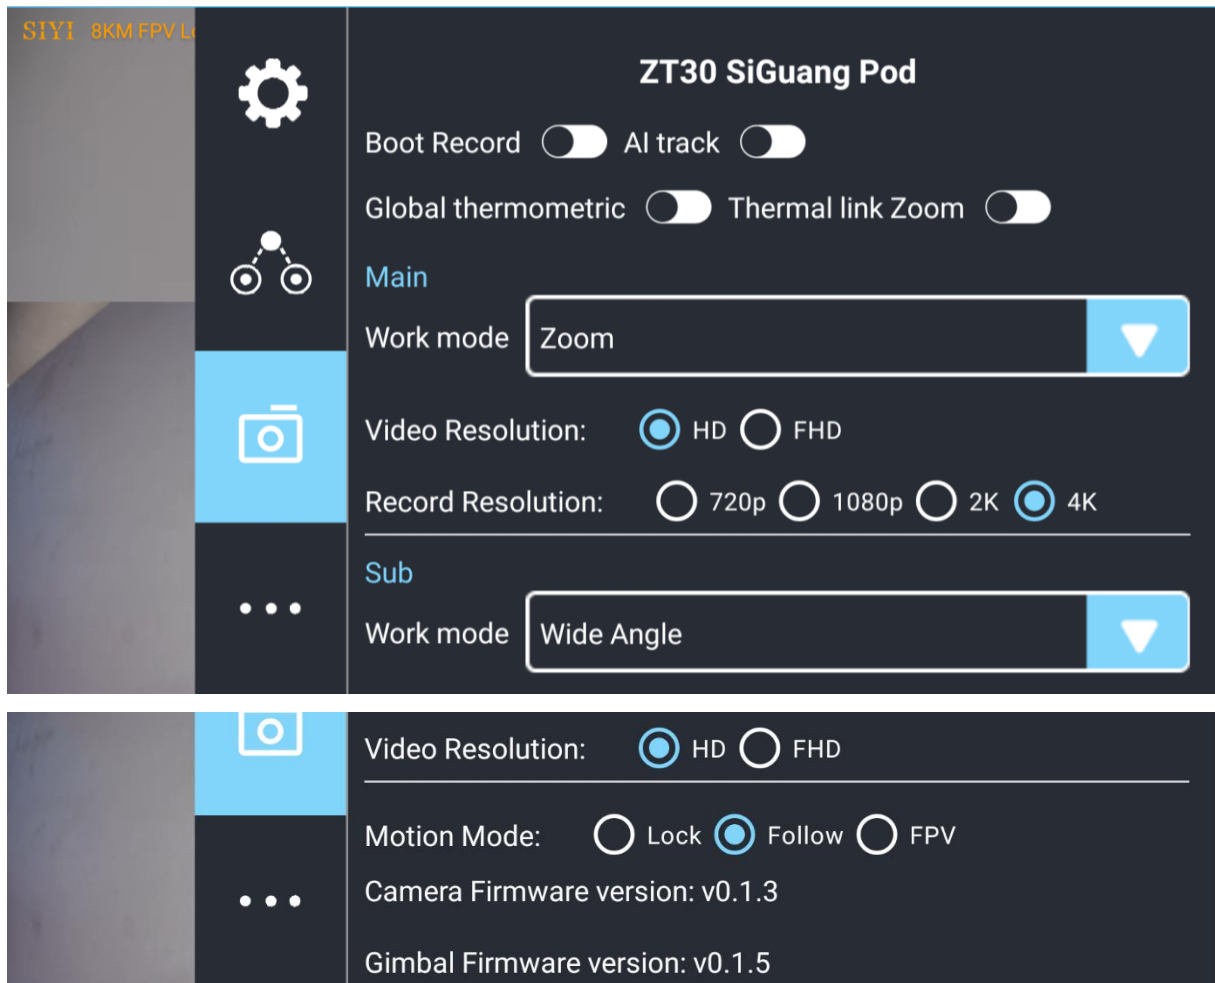 SIYI 8KM FPV
ZT30 SiGuang Pod
Boot Record AI track
Global thermometric Thermal link Zoom
Main
Work mode Zoom
Video Resolution: HD FHD
Record Resolution: 720p 1080p 2K 4K
Sub
Work mode Wide Angle
Video Resolution: HD FHD
Motion Mode: Lock Follow FPV
Camera Firmware version: v0.1.3
Gimbal Firmware version: v0.1.5